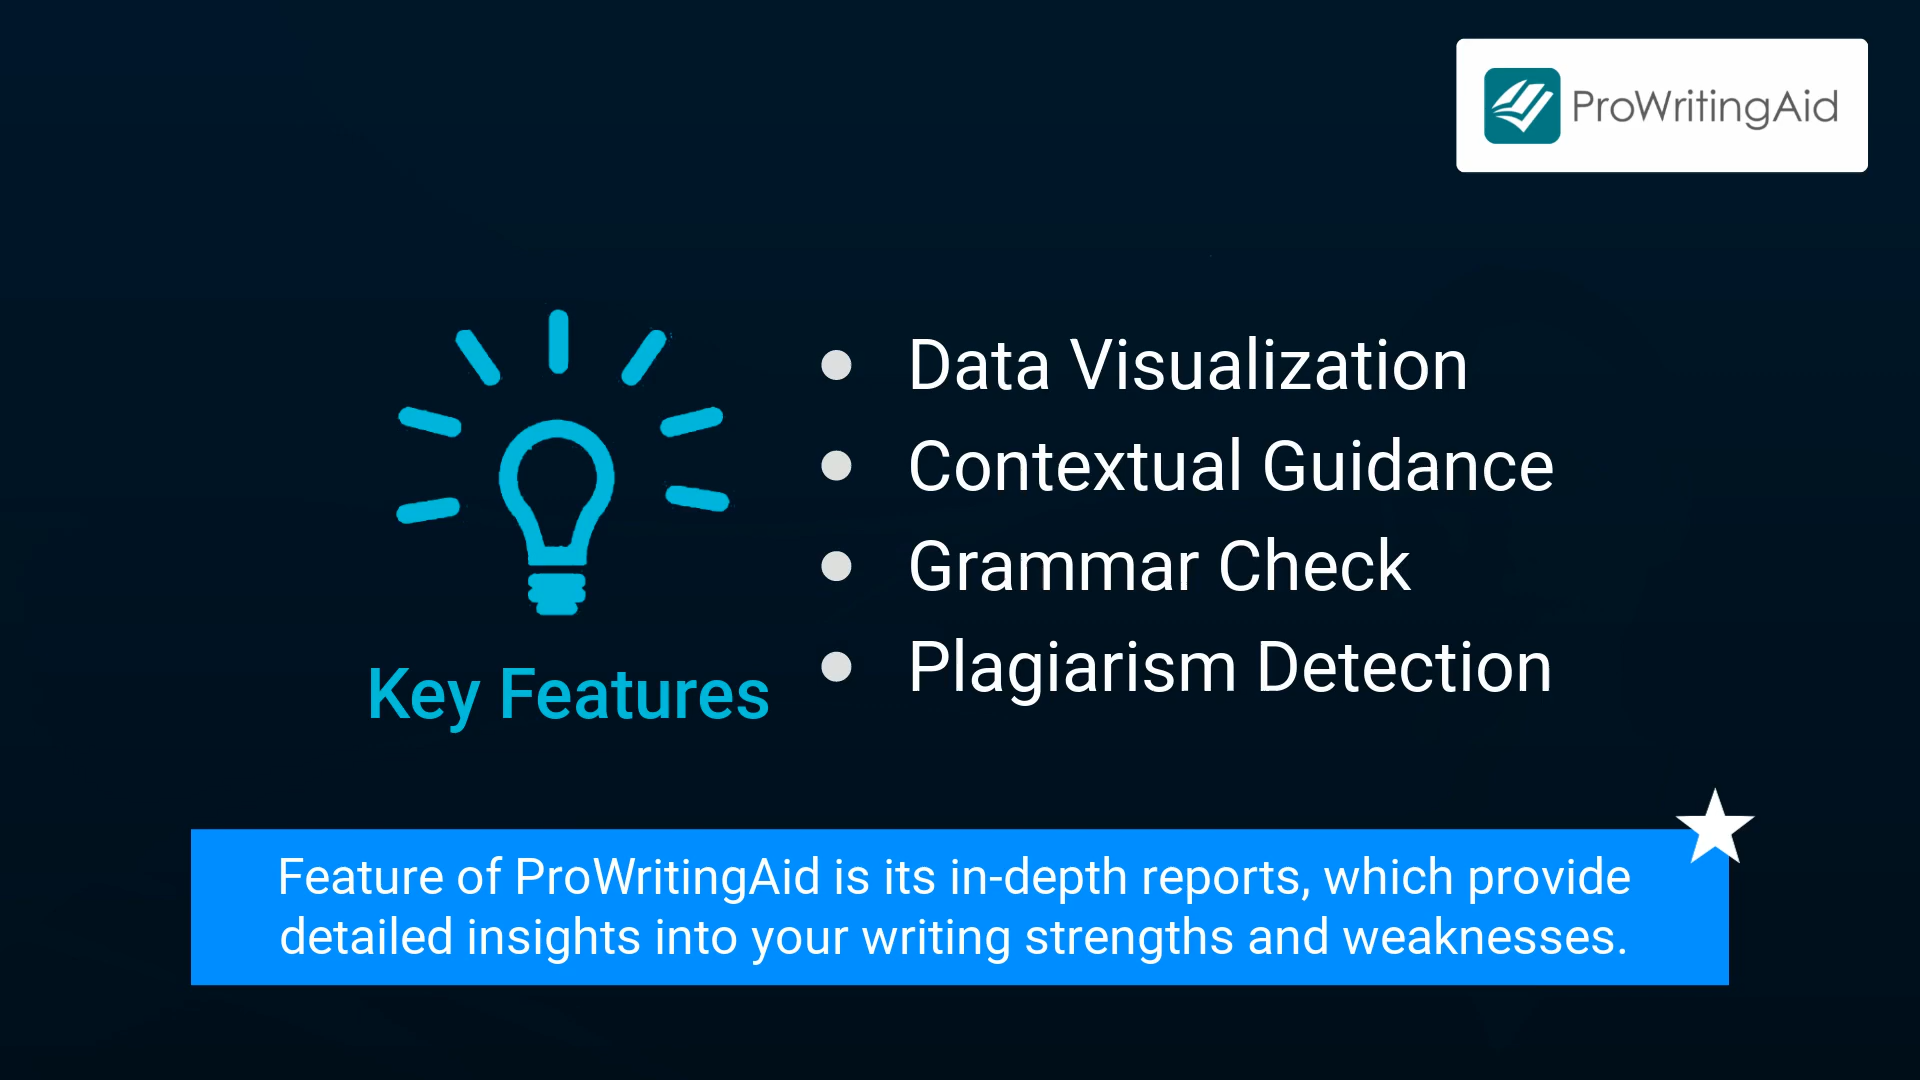 ProWritingAid
Data Visualization
Contextual Guidance
Grammar Check
Plagiarism Detection
Key Features
Feature of ProWritingAid is its in-depth reports, which provide
detailed insights into your writing strengths and weaknesses.